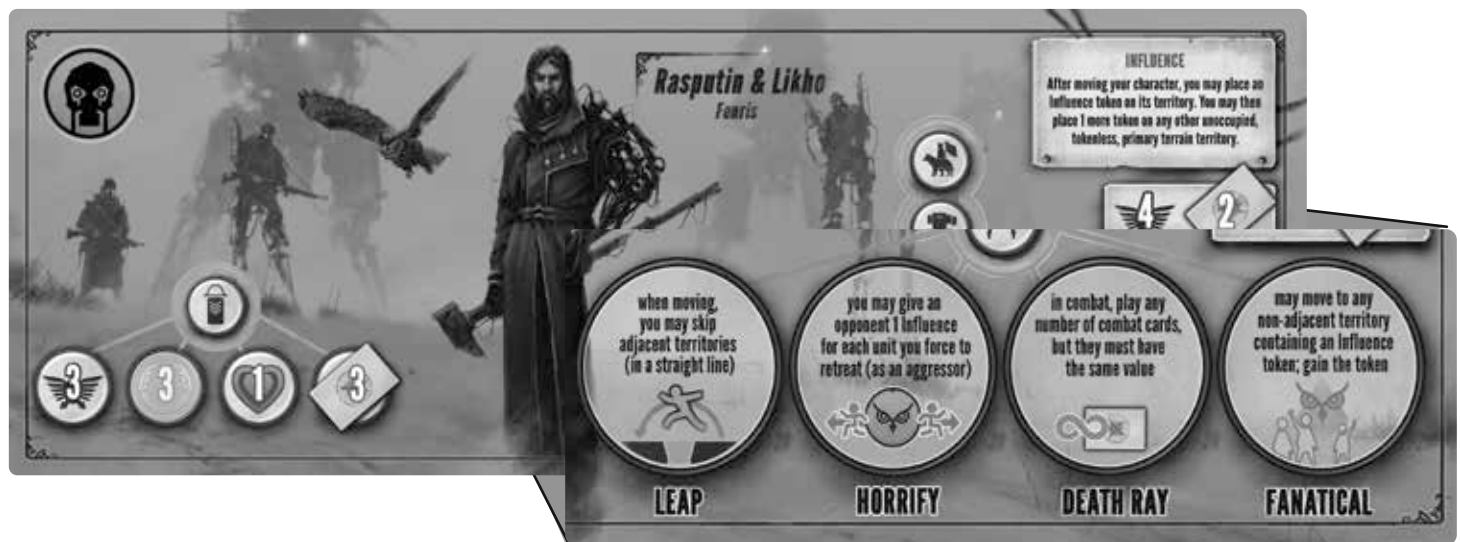 Rasputin & Likho
Fenris
INFLUENCE
After moving your character, you may place an
Influence token on its territory. You may then
place 1 more token on any other unoccupied,
tokenless, primary terrain territory.
4 2
3 3 1 3
when moving,
you may skip
adjacent territories
(in a straight line)
LEAP
you may give an
opponent 1 Influence
for each unit you force to
retreat (as an aggressor)
HORRIFY
in combat, play any
number of combat cards,
but they must have
the same value
DEATH RAY
may move to any
non-adjacent territory
containing an Influence
token; gain the token
FANATICAL